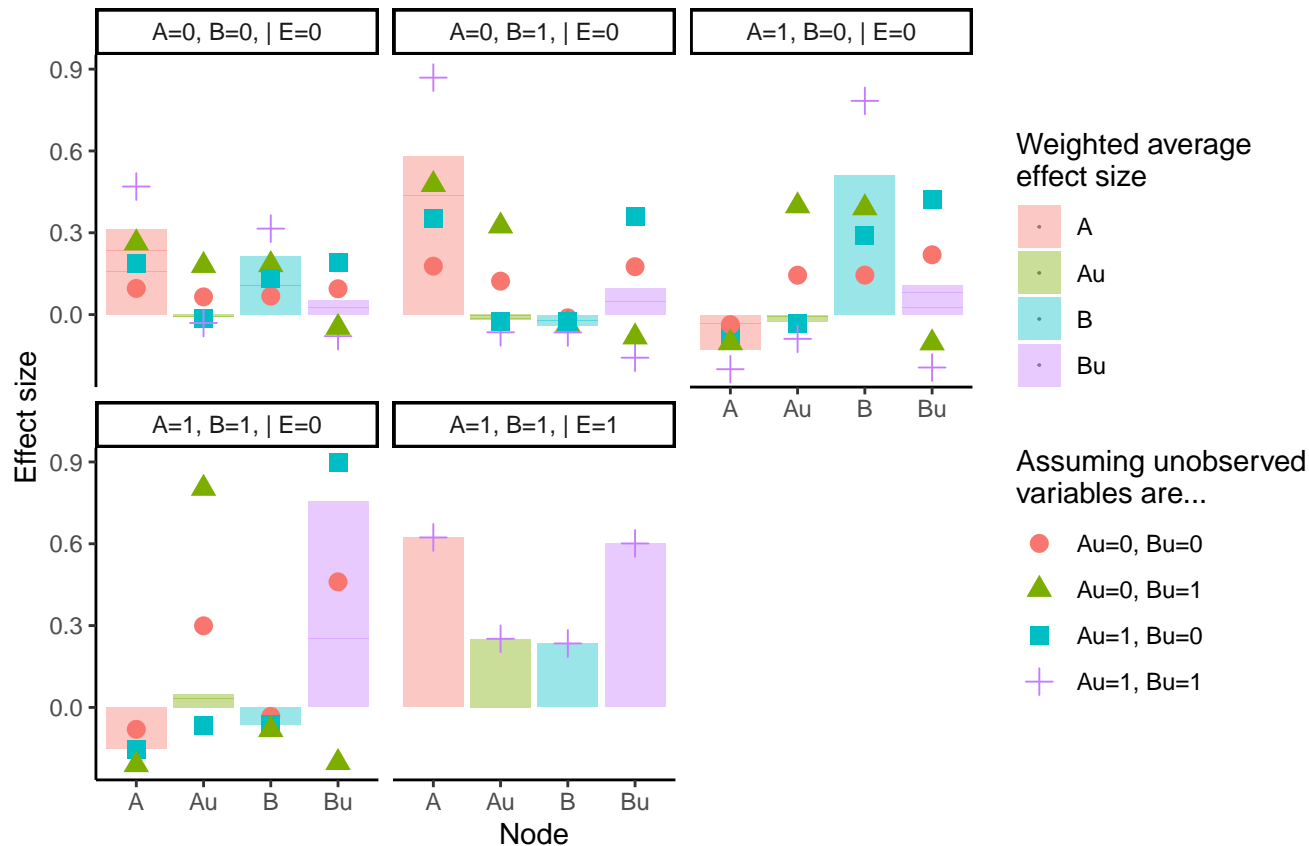 A=0, B=0, | E=0
A=0, B=1, | E=0
A=1, B=0, | E=0
0.9
0.6
0.3
0.0
A
Au
B
Bu
A=1, B=1, | E=0
A=1, B=1, | E=1
0.9
0.6
0.3
0.0
A
Au
B
Bu
A
Au
B
Bu
Effect size
Node
Weighted average
effect size
A
Au
B
Bu
Assuming unobserved
variables are...
Au=0, Bu=0
Au=0, Bu=1
Au=1, Bu=0
Au=1, Bu=1